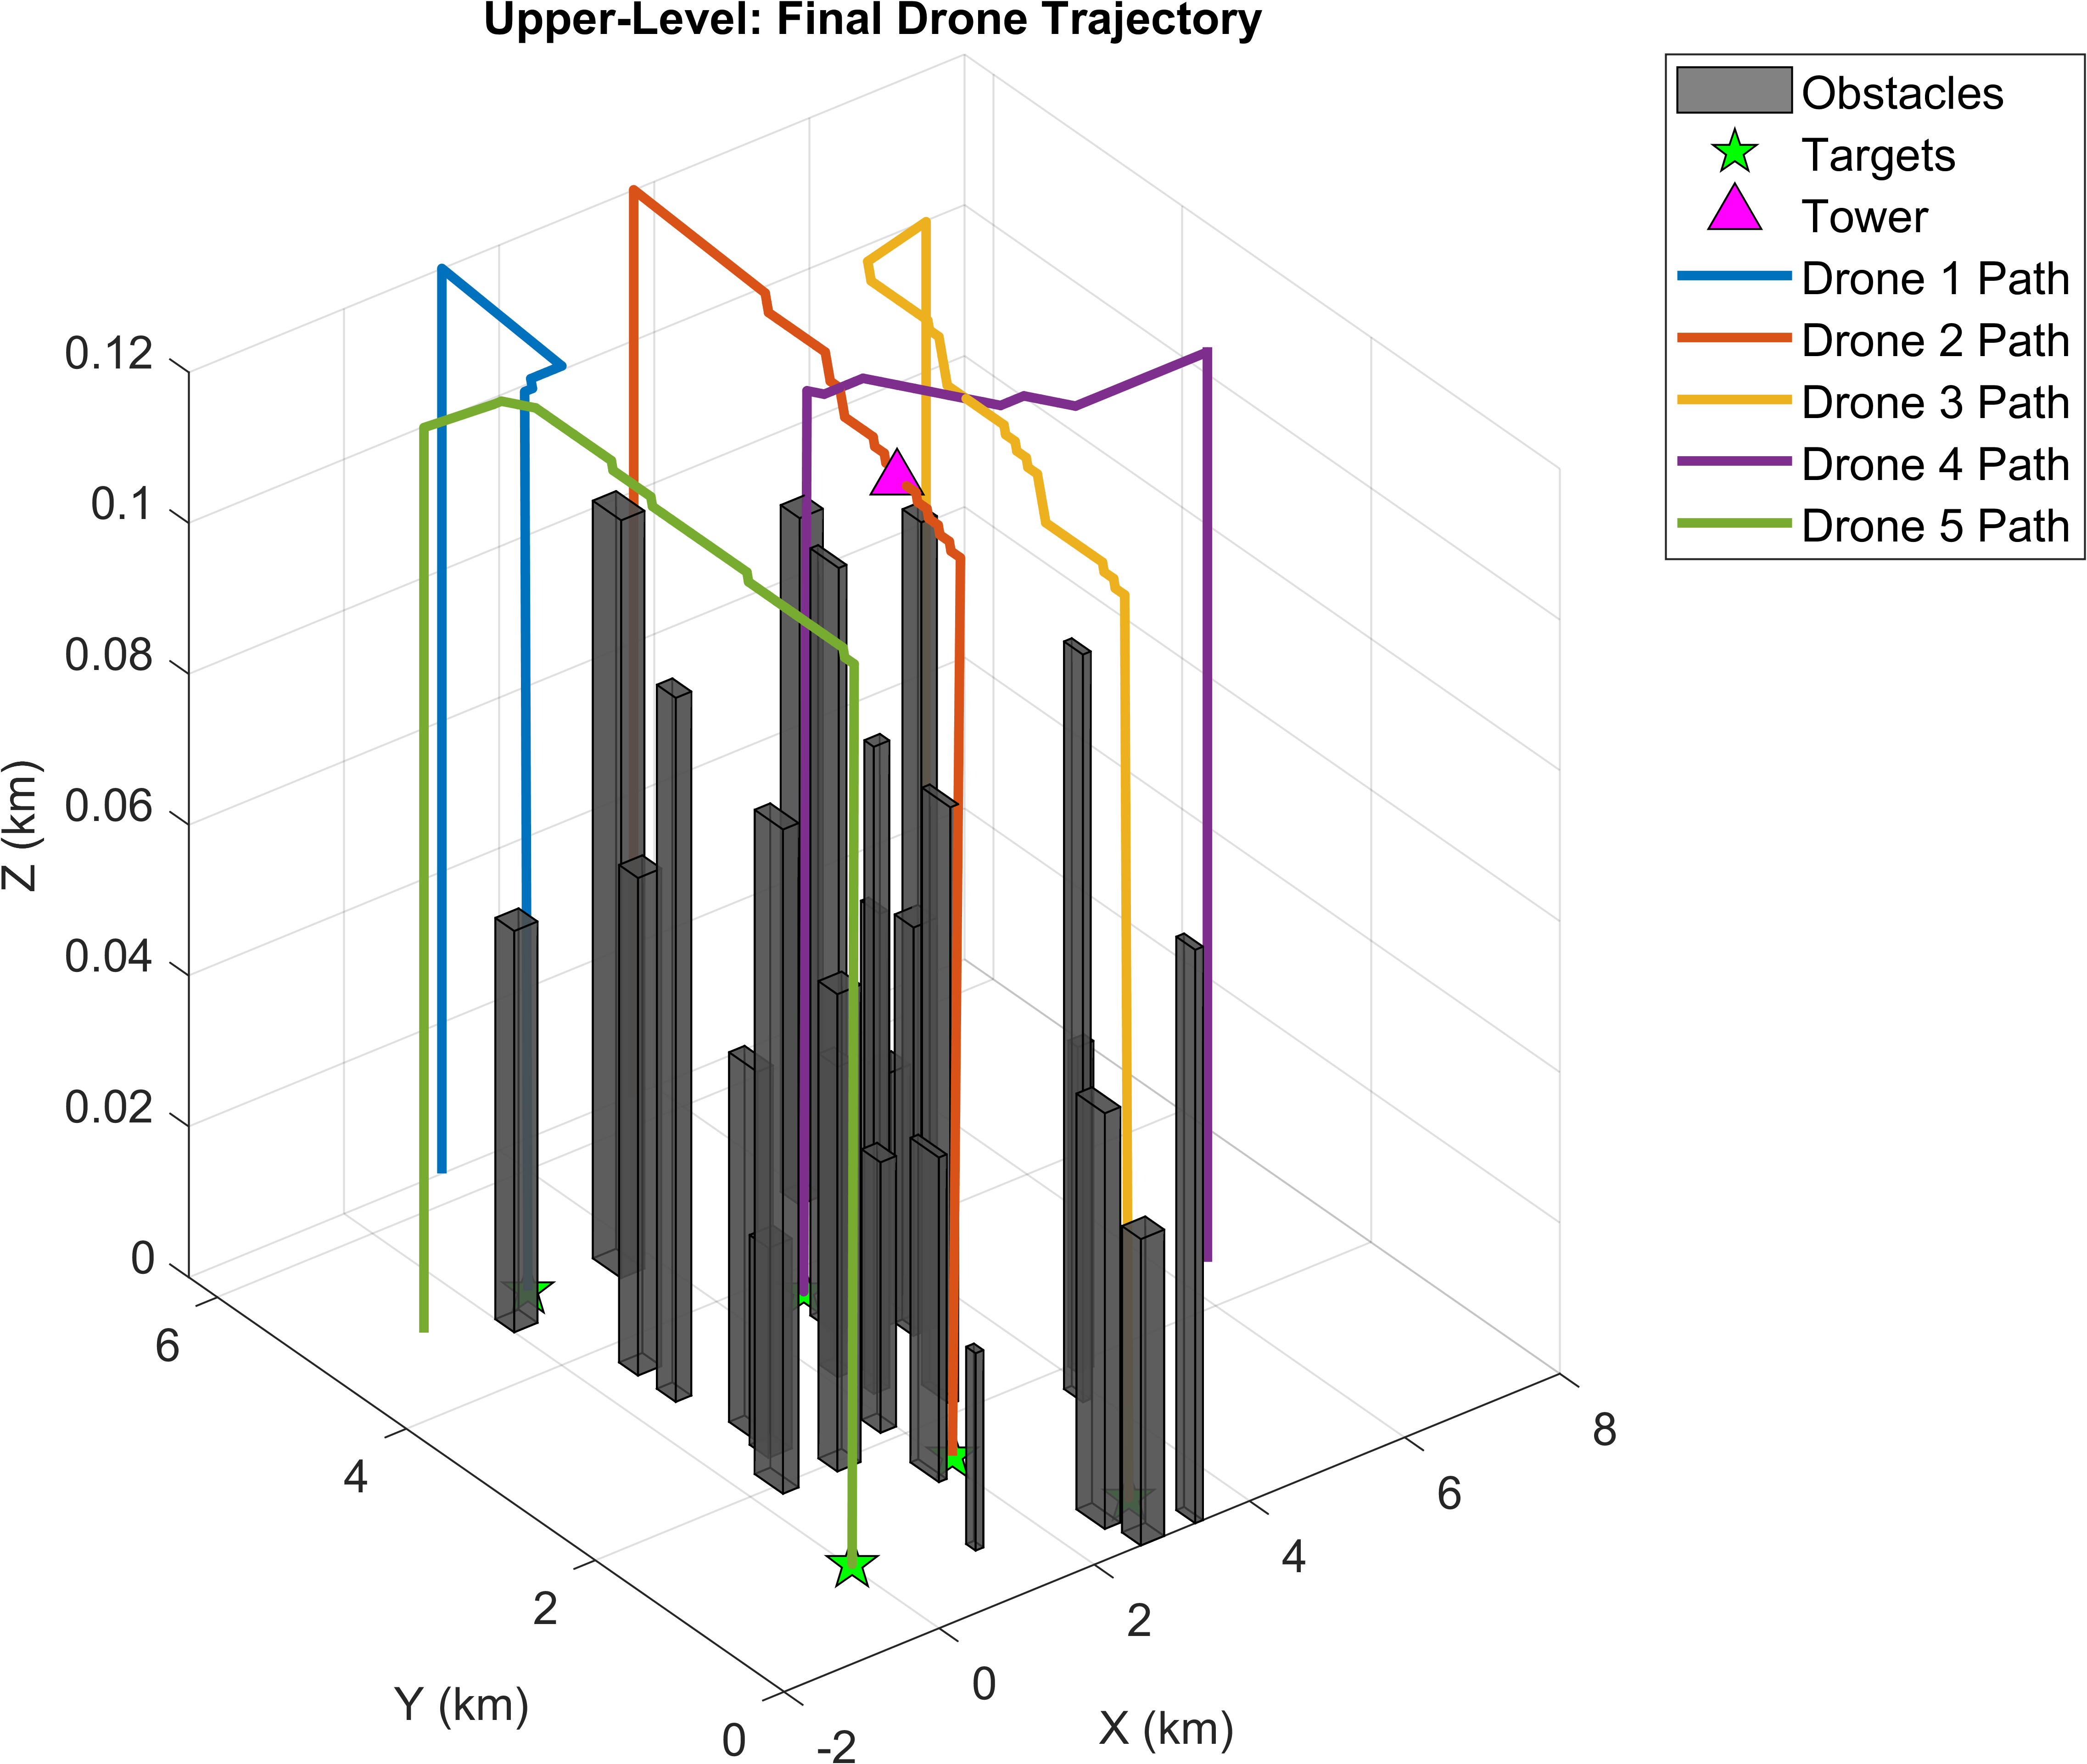 Upper-Level: Final Drone Trajectory
Obstacles
Targets
Tower
Drone 1 Path
Drone 2 Path
Drone 3 Path
Drone 4 Path
Drone 5 Path
0.12
0.1
0.08
0.06
0.04
0.02
0
Z (km)
6
4
2
0
Y (km)
-2
0
2
4
6
8
X (km)